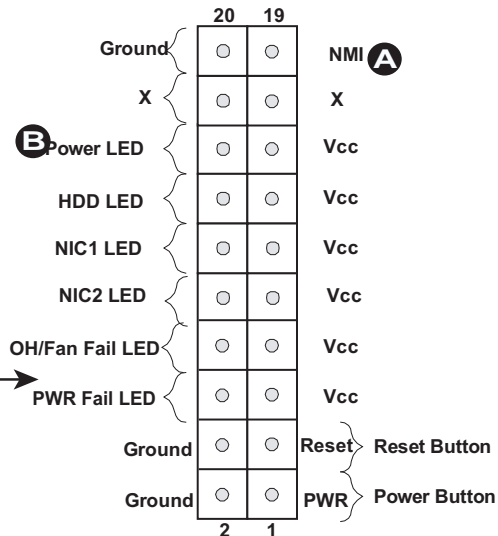 20 19
Ground NMI A
X X
B Power LED Vcc
HDD LED Vcc
NIC1 LED Vcc
NIC2 LED Vcc
OH/Fan Fail LED Vcc
PWR Fail LED Vcc
Ground Reset Reset Button
Ground PWR Power Button
2 1